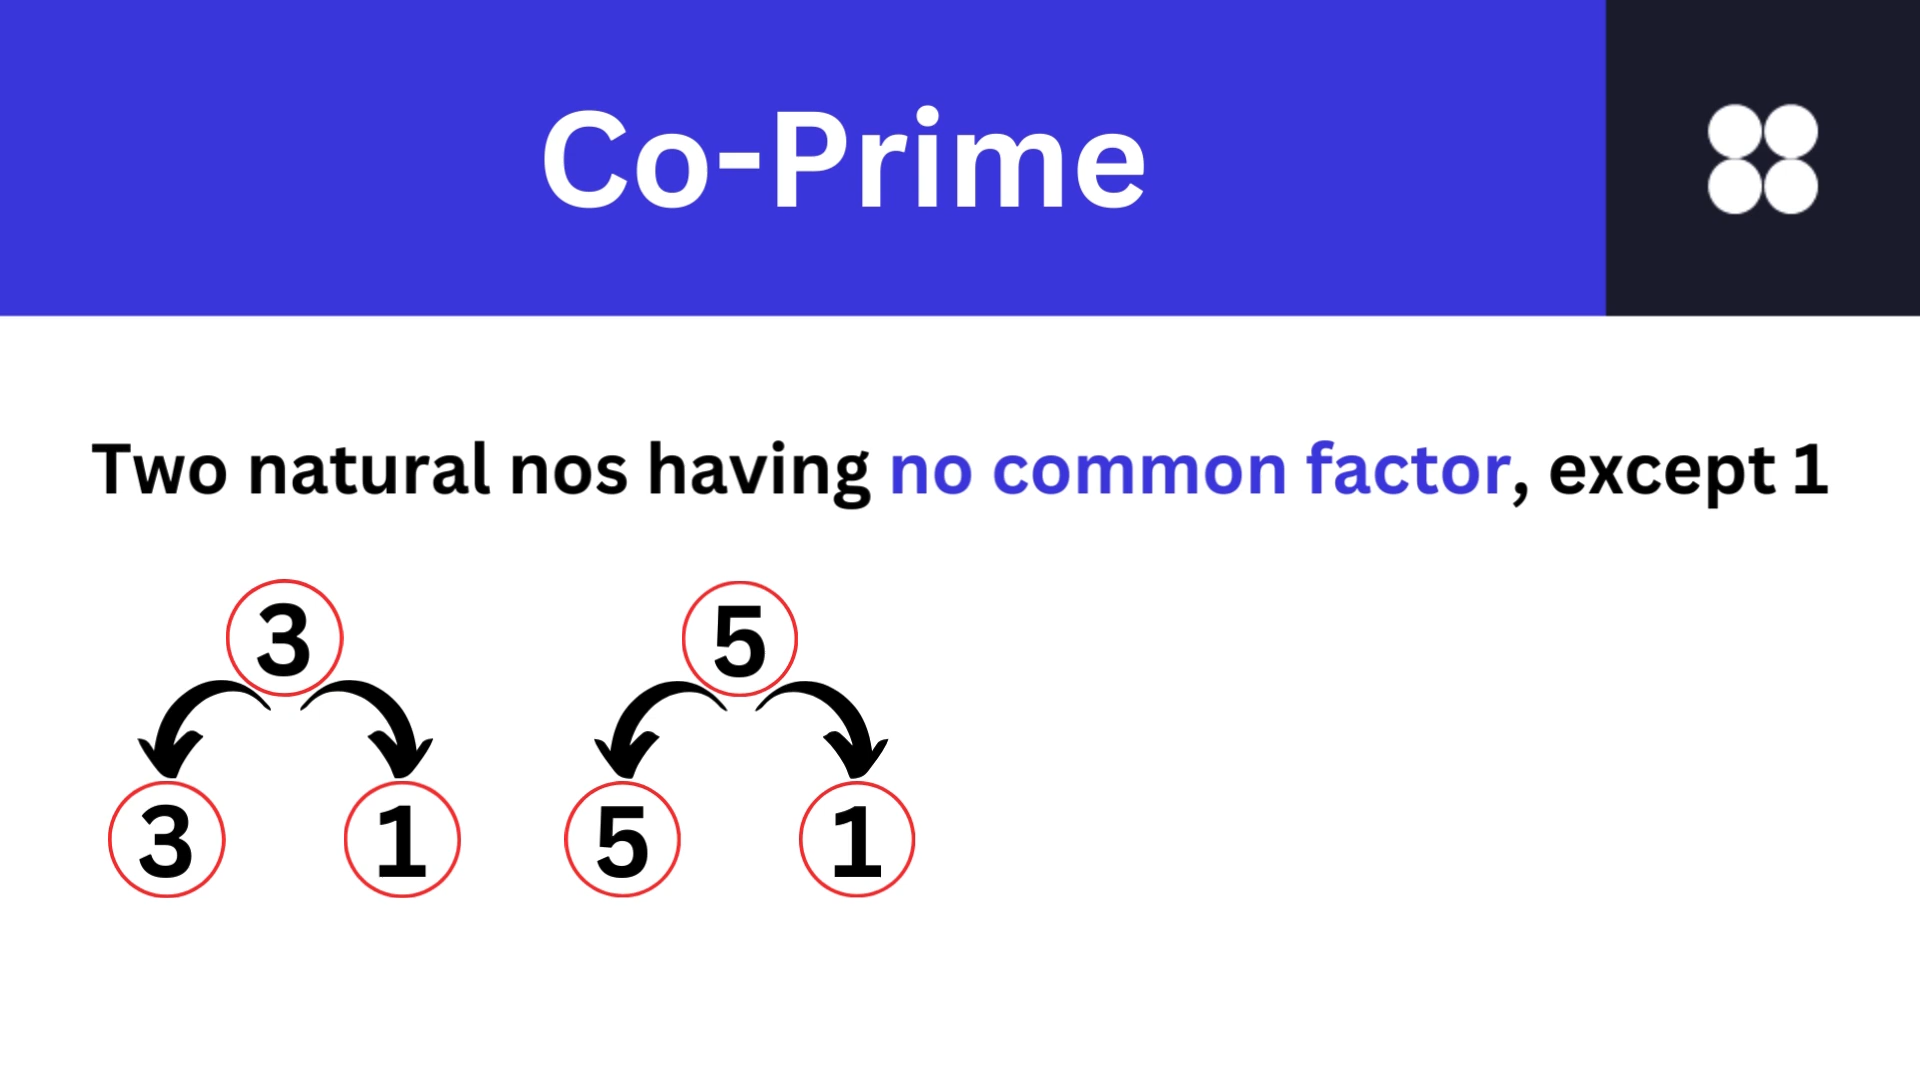 Co-Prime
Two natural nos having no common factor, except 1
3 5
3 1 5 1